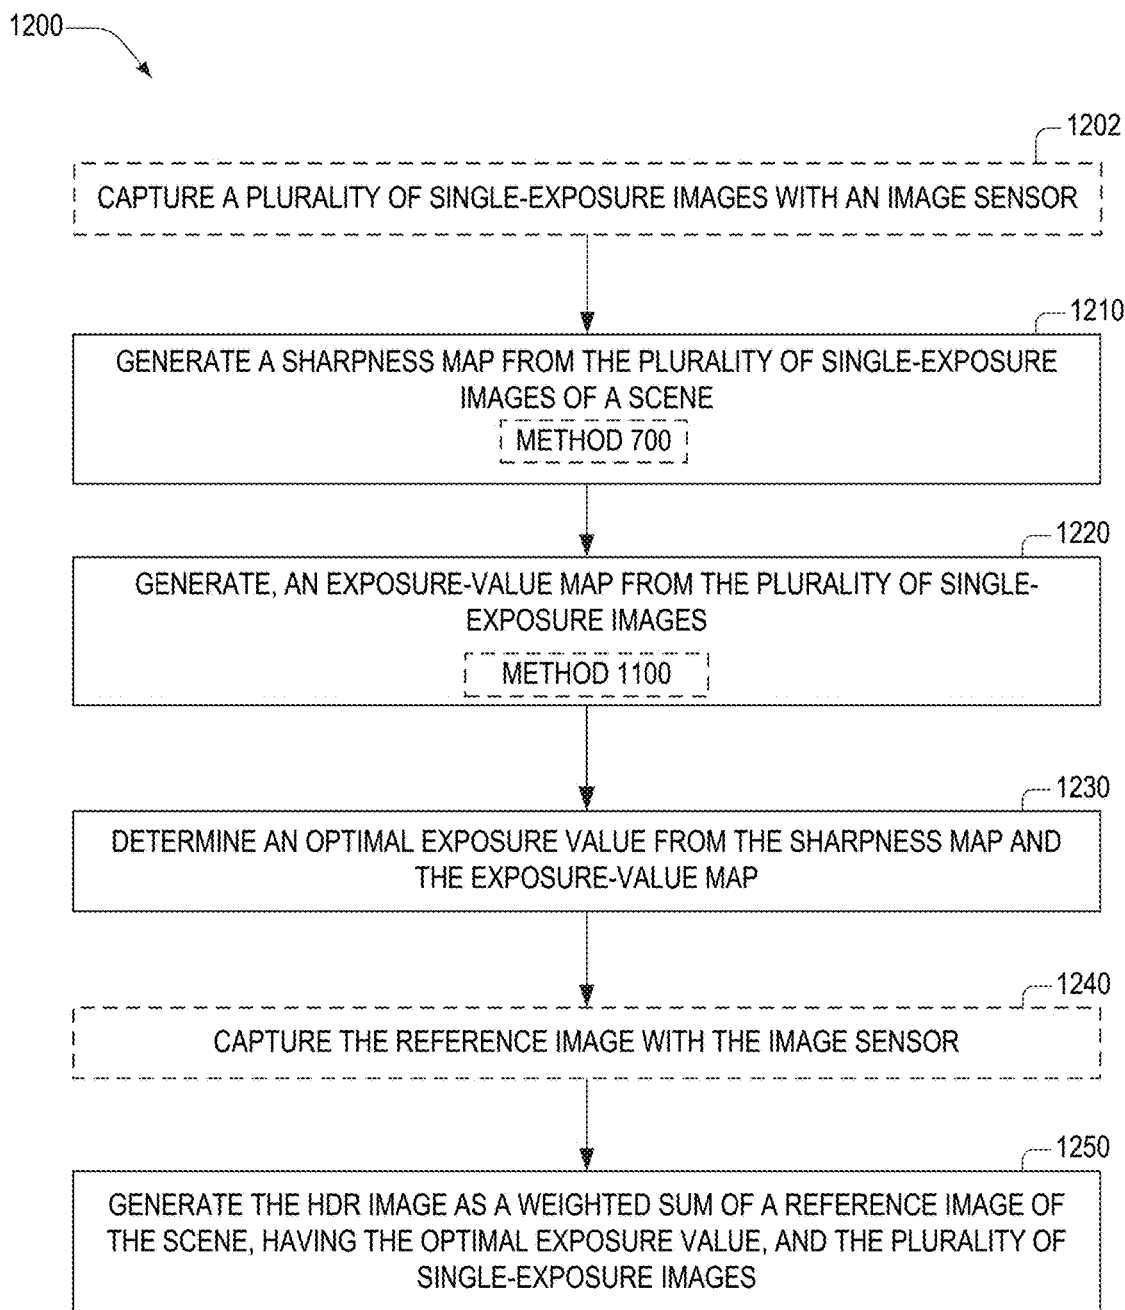 1200
1202
CAPTURE A PLURALITY OF SINGLE-EXPOSURE IMAGES WITH AN IMAGE SENSOR
1210
GENERATE A SHARPNESS MAP FROM THE PLURALITY OF SINGLE-EXPOSURE
IMAGES OF A SCENE
METHOD 700
1220
GENERATE, AN EXPOSURE-VALUE MAP FROM THE PLURALITY OF SINGLE-
EXPOSURE IMAGES
METHOD 1100
1230
DETERMINE AN OPTIMAL EXPOSURE VALUE FROM THE SHARPNESS MAP AND
THE EXPOSURE-VALUE MAP
1240
CAPTURE THE REFERENCE IMAGE WITH THE IMAGE SENSOR
1250
GENERATE THE HDR IMAGE AS A WEIGHTED SUM OF A REFERENCE IMAGE OF
THE SCENE, HAVING THE OPTIMAL EXPOSURE VALUE, AND THE PLURALITY OF
SINGLE-EXPOSURE IMAGES